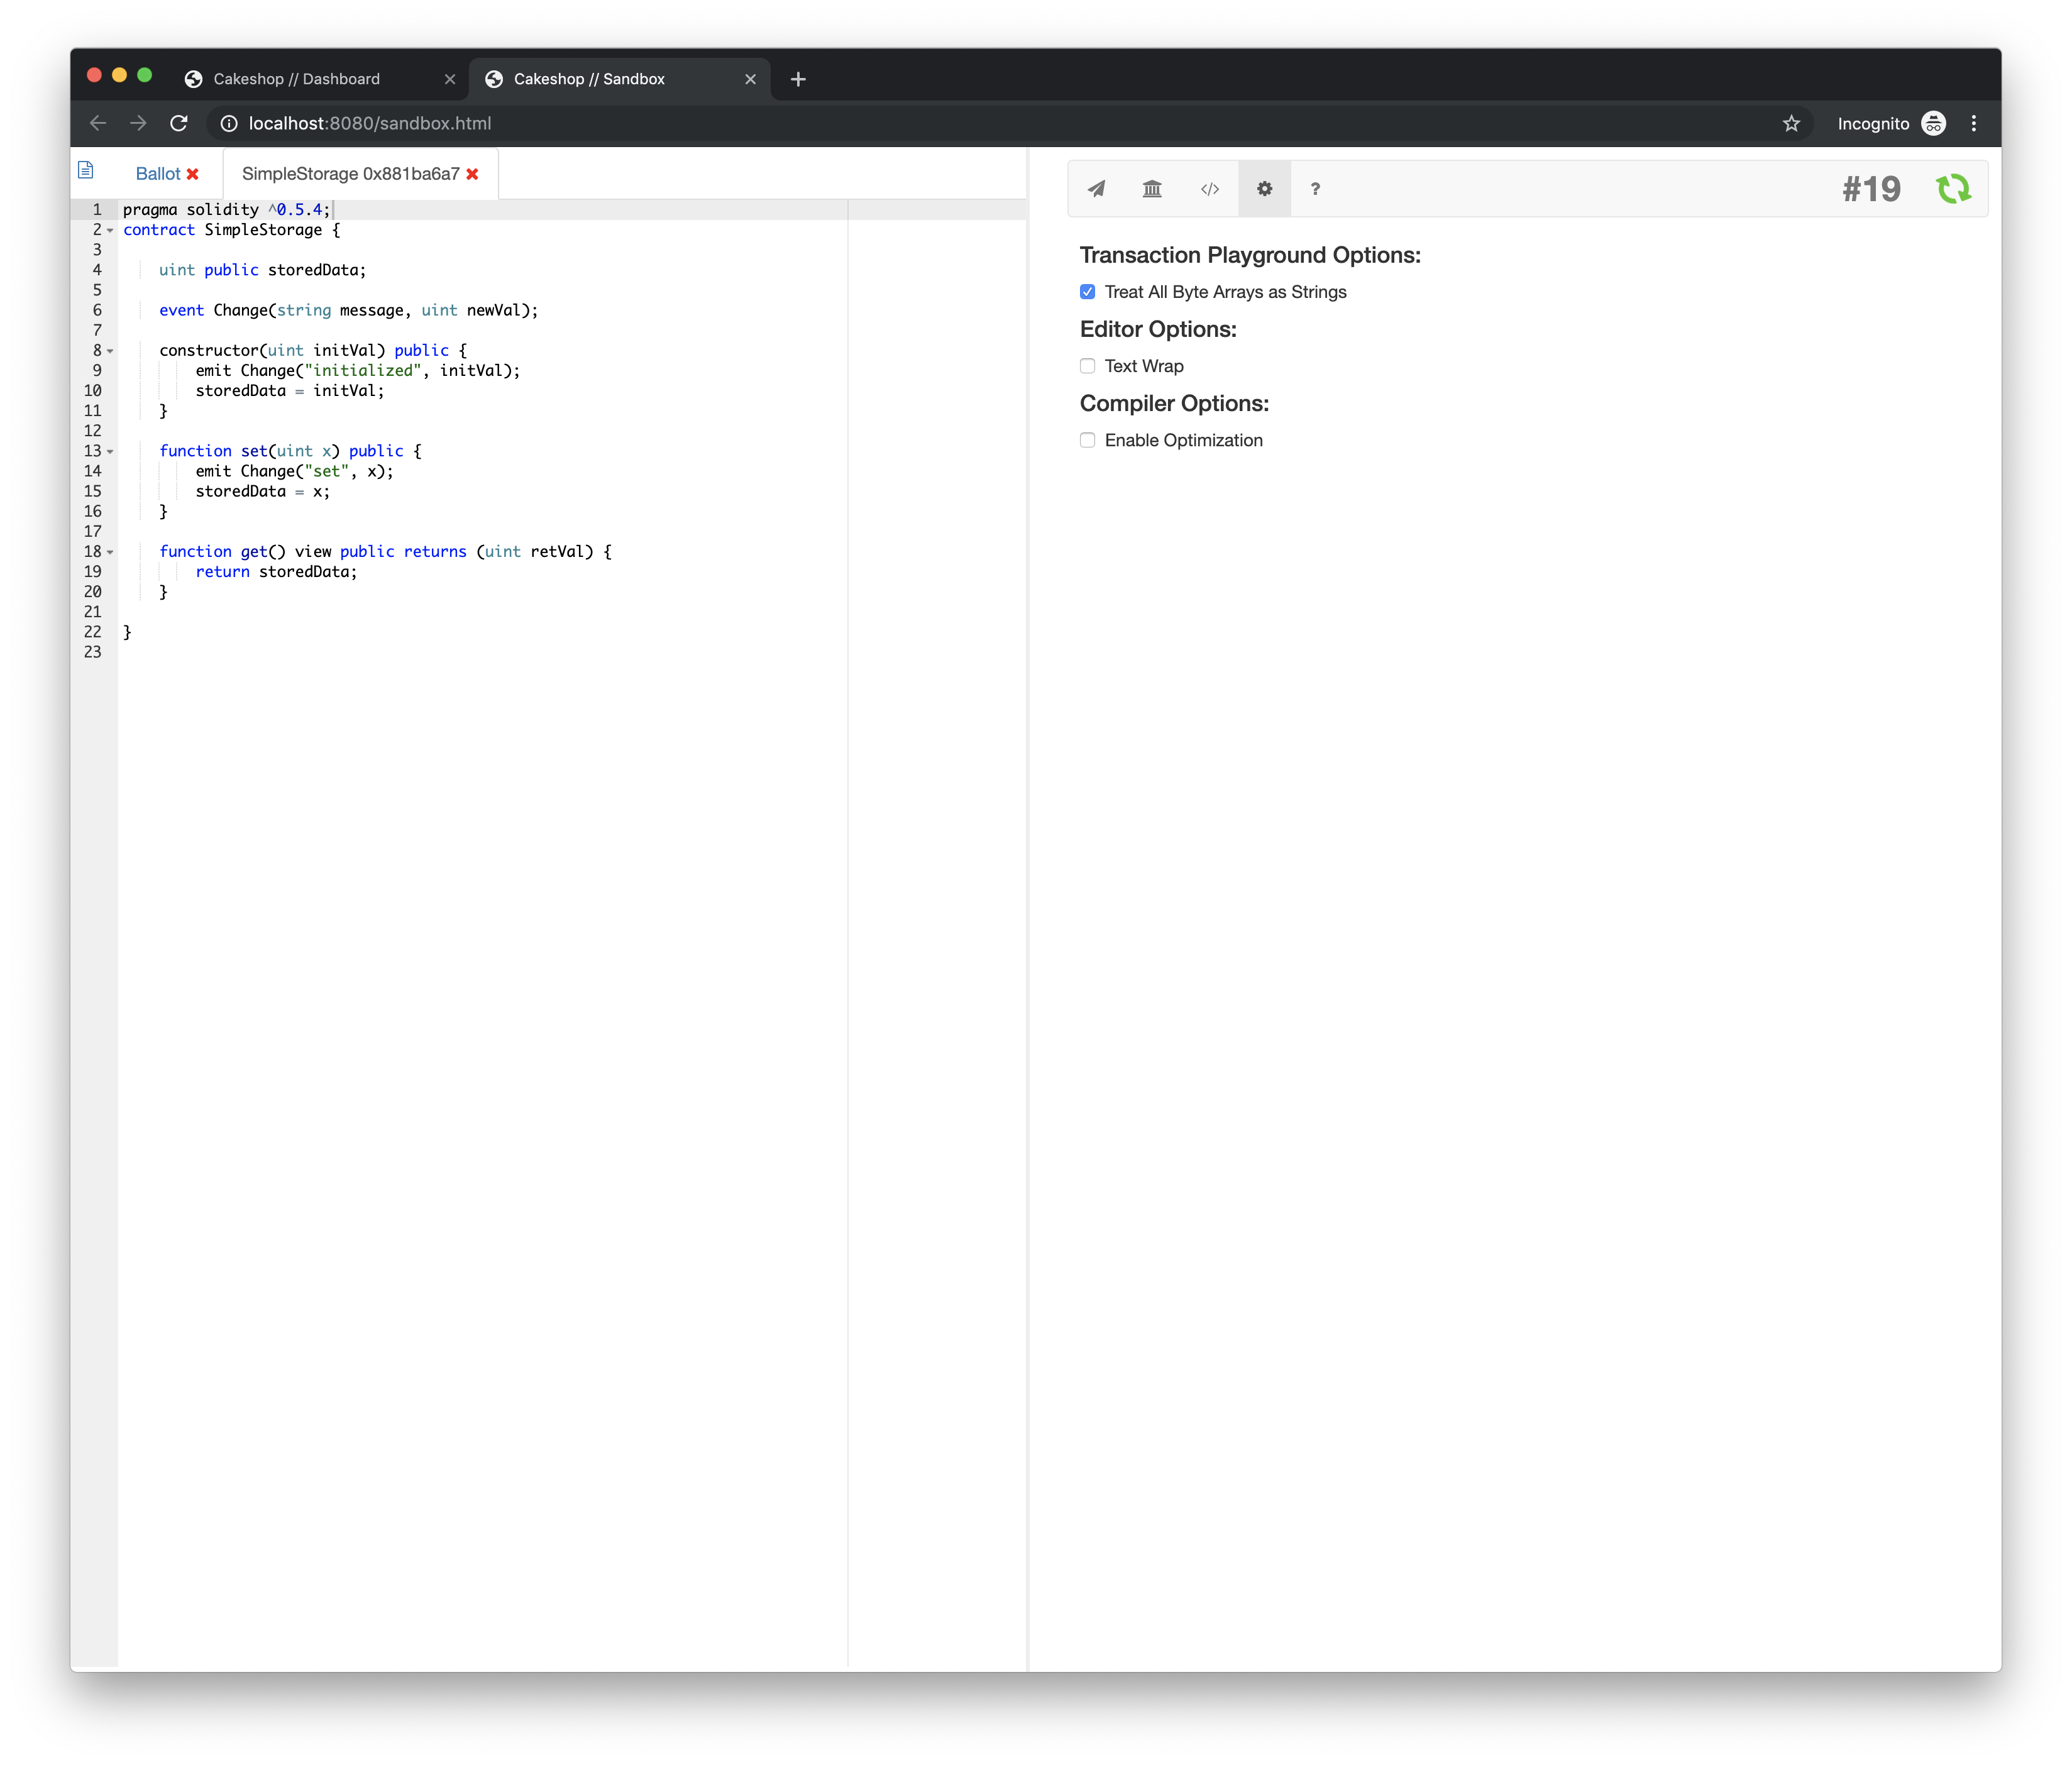 Cakeshop // Dashboard
Cakeshop // Sandbox
localhost:8080/sandbox.html
Incognito
Ballot
SimpleStorage 0x881ba6a7
1 pragma solidity ^0.5.4;
2 contract SimpleStorage {
3
4     uint public storedData;
5
6     event Change(string message, uint newVal);
7
8     constructor(uint initVal) public {
9         emit Change("initialized", initVal);
10         storedData = initVal;
11     }
12
13     function set(uint x) public {
14         emit Change("set", x);
15         storedData = x;
16     }
17
18     function get() view public returns (uint retVal) {
19         return storedData;
20     }
21
22 }
23
?
#19
Transaction Playground Options:
Treat All Byte Arrays as Strings
Editor Options:
Text Wrap
Compiler Options:
Enable Optimization